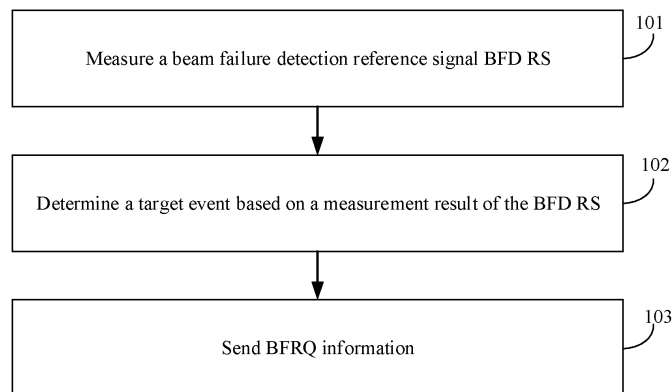 101
Measure a beam failure detection reference signal BFD RS
102
Determine a target event based on a measurement result of the BFD RS
103
Send BFRQ information